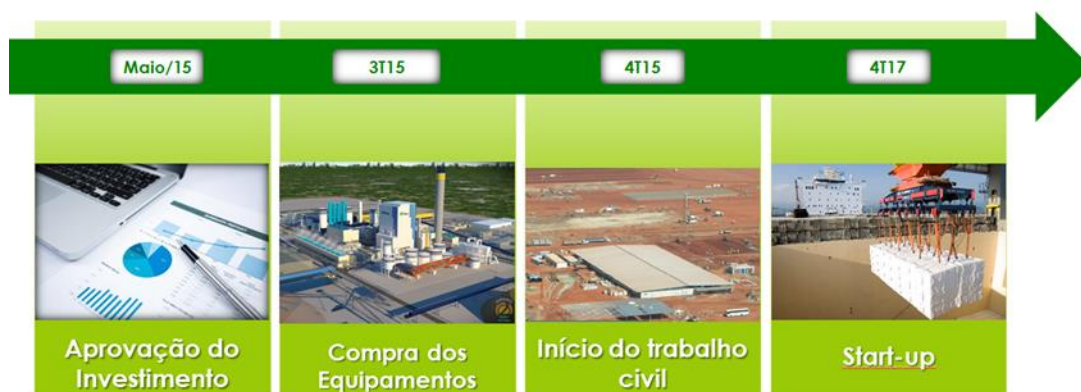 Maio/15
3T15
4T15
4T17
Aprovação do
Investimento
Compra dos
Equipamentos
Início do trabalho
civil
Start-up